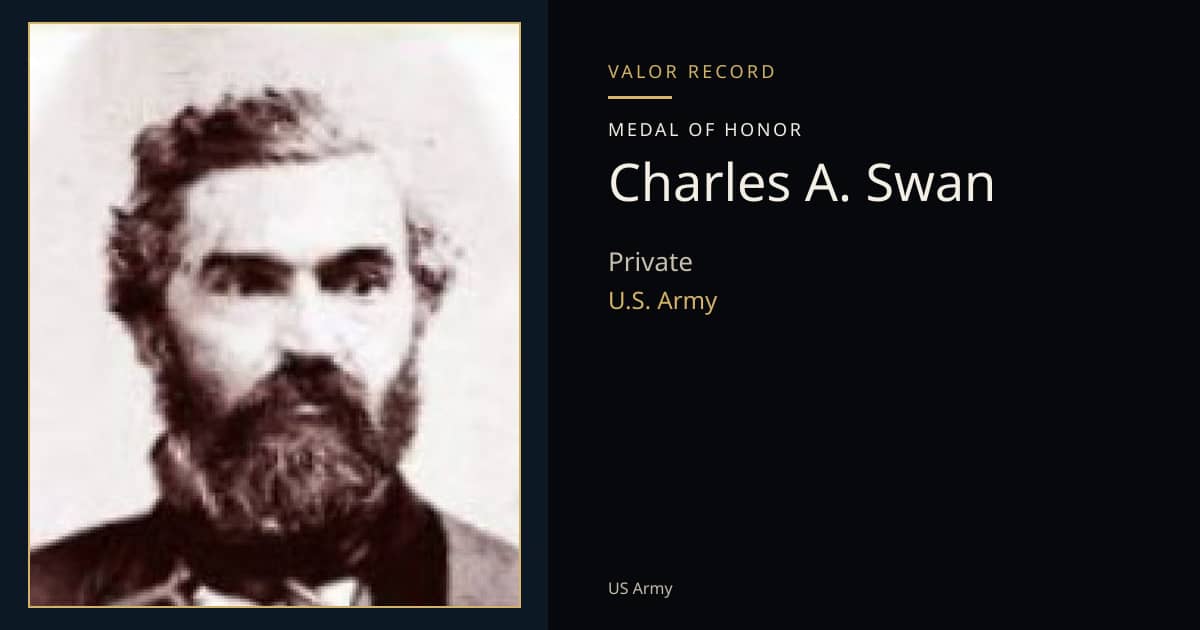 VALOR RECORD
MEDAL OF HONOR
Charles A. Swan
Private
U.S. Army
US Army